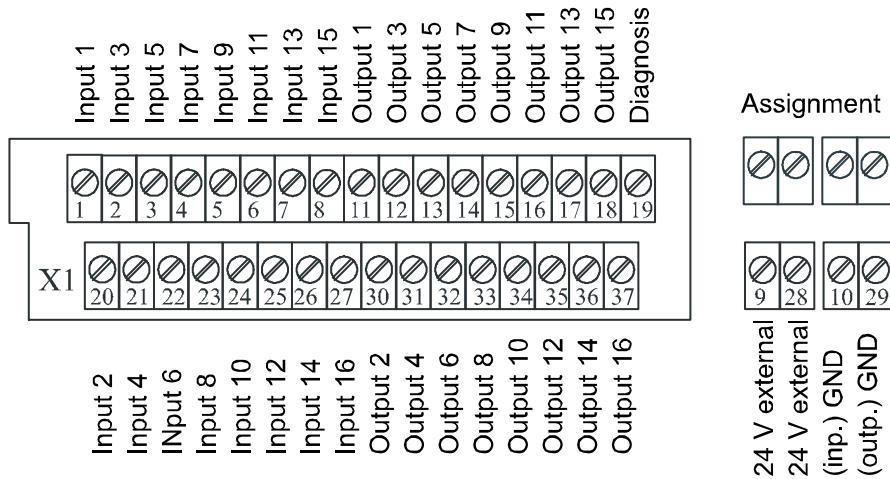 Input 1
Input 3
Input 5
Input 7
Input 9
Input 11
Input 13
Input 15
Output 1
Output 3
Output 5
Output 7
Output 9
Output 11
Output 13
Output 15
Diagnosis
Assignment
1 2 3 4 5 6 7 8 11 12 13 14 15 16 17 18 19
X1
20 21 22 23 24 25 26 27 30 31 32 33 34 35 36 37
9 28 10 29
Input 2
Input 4
INput 6
Input 8
Input 10
Input 12
Input 14
Input 16
Output 2
Output 4
Output 6
Output 8
Output 10
Output 12
Output 14
Output 16
24 V external
24 V external
(inp.) GND
(outp.) GND